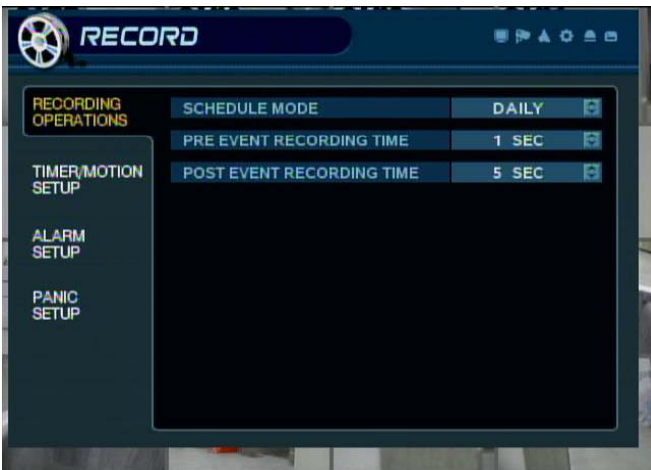 RECORD
RECORDING
OPERATIONS
TIMER/MOTION
SETUP
ALARM
SETUP
PANIC
SETUP
SCHEDULE MODE DAILY
PRE EVENT RECORDING TIME 1 SEC
POST EVENT RECORDING TIME 5 SEC